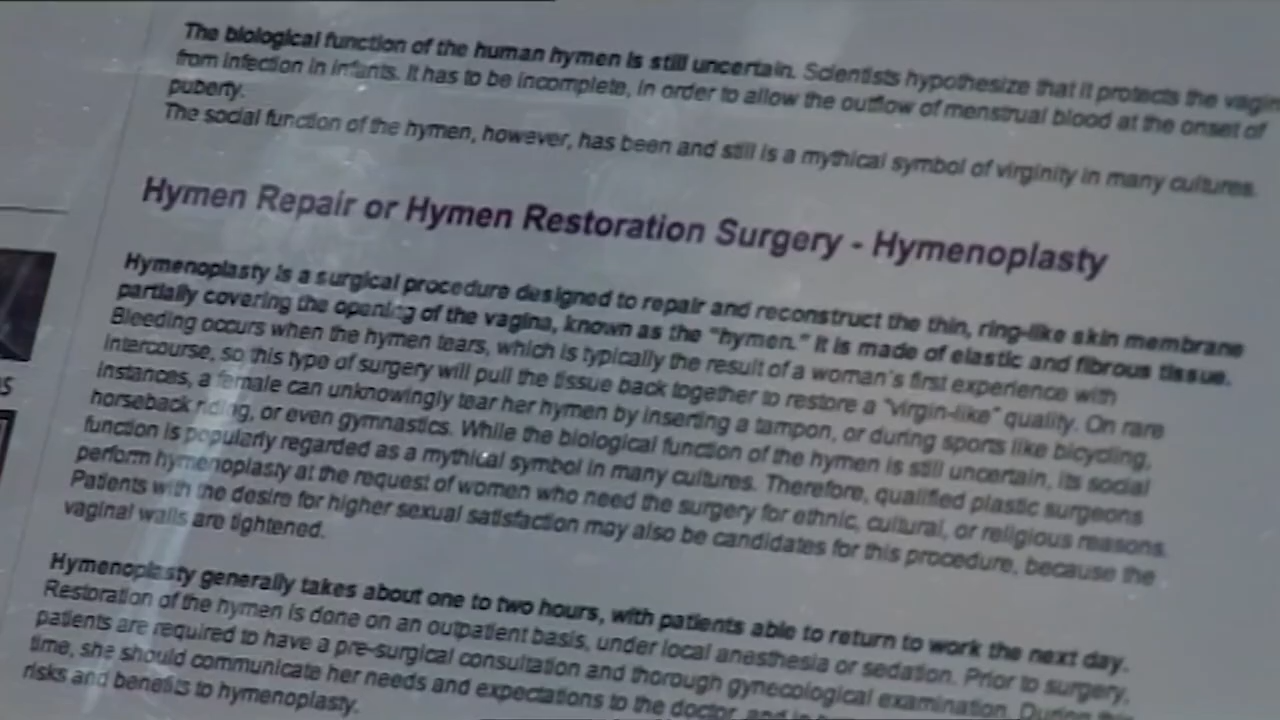 The biological function of the human hymen is still uncertain. Scientists hypothesize that it protects the
from infection in infants. It has to be incomplete, in order to allow the outflow of menstrual blood at the onset of
puberty.
The social function of the hymen, however, has been and still is a mythical symbol of virginity in many cultures.
Hymen Repair or Hymen Restoration Surgery - Hymenoplasty
Hymenoplasty is a surgical procedure designed to repair and reconstruct the thin, ring-like skin membrane
partially covering the opening of the vagina, known as the "hymen." It is made of elastic and fibrous tissue.
Bleeding occurs when the hymen tears, which is typically the result of a woman's first experience with
intercourse, so this type of surgery will pull the tissue back together to restore a "virgin-like" quality. On rare
instances, a female can unknowingly tear her hymen by inserting a tampon, or during sports like bicycling,
horseback riding, or even gymnastics. While the biological function of the hymen is still uncertain, its social
function is popularly regarded as a mythical symbol in many cultures. Therefore, qualified plastic surgeons
perform hymenoplasty at the request of women who need the surgery for ethnic, cultural, or religious reasons.
Patients with the desire for higher sexual satisfaction may also be candidates for this procedure, because the
vaginal walls are tightened.
Hymenoplasty generally takes about one to two hours, with patients able to return to work the next day.
Restoration of the hymen is done on an outpatient basis, under local anesthesia or sedation. Prior to surgery,
patients are required to have a pre-surgical consultation and thorough gynecological examination. During
time, she should communicate her needs and expectations to the doctor, and
risks and benefits to hymenoplasty.